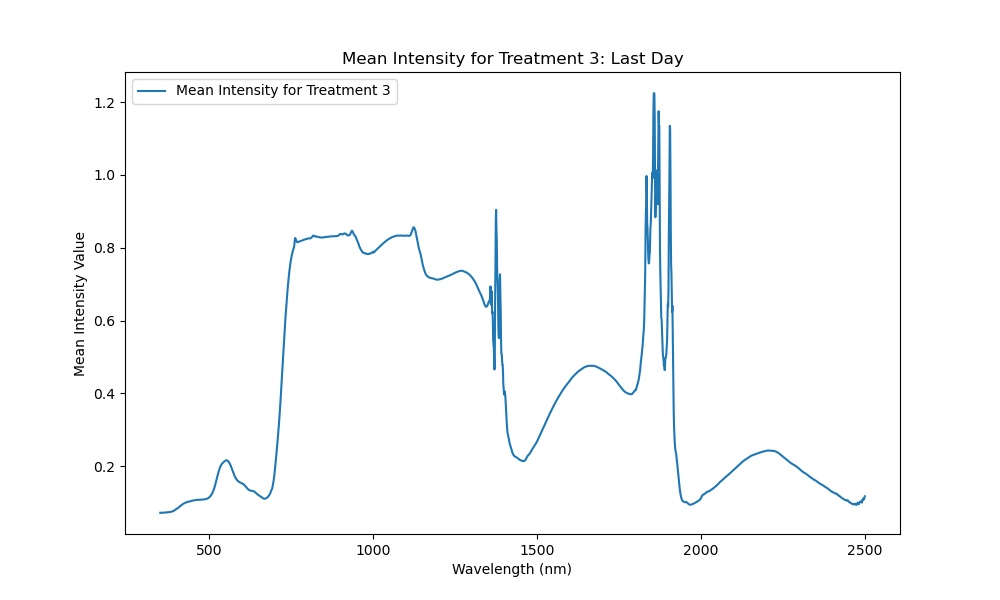 Mean Intensity for Treatment 3: Last Day
Mean Intensity for Treatment 3
1.2
1.0
0.8
0.6
0.4
0.2
Mean Intensity Value
500
1000
1500
2000
2500
Wavelength (nm)